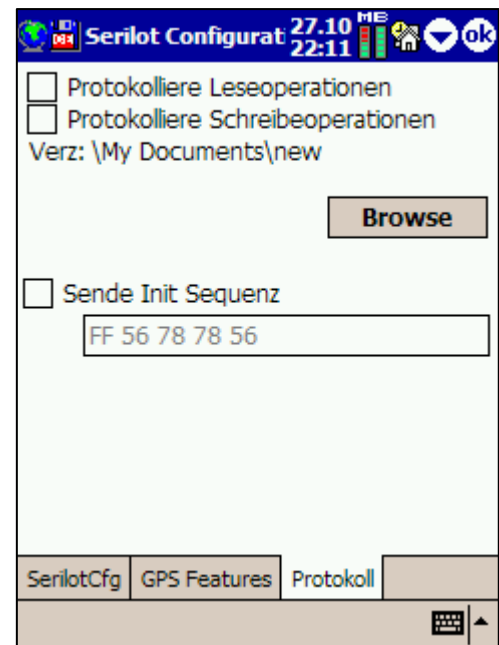 Serilot Configurat 27.10
22:11
MB
ok
Protokolliere Leseoperationen
Protokolliere Schreibeoperationen
Verz: \My Documents\new
Browse
Sende Init Sequenz
FF 56 78 78 56
SerilotCfg GPS Features Protokoll